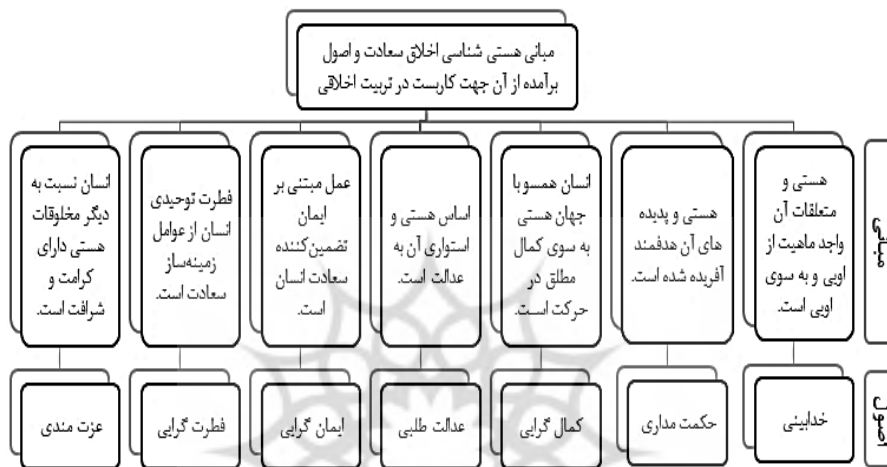 مبانی هستی شناسی اخلاق سعادت و اصول
برآمده از آن جهت کاربست در تربیت اخلاقی
مبانی
هستی و
متعلقات آن
واجد ماهیت از
اویی و به سوی
اویی است.
هستی و پدیده
های آن هدفمند
آفریده شده است.
انسان همسو با
جهان هستی
به سوی کمال
مطلق در
حرکت است.
اساس هستی و
استواری آن به
عدالت است.
عمل مبتنی بر
ایمان
تضمین‌کننده
سعادت انسان
است
فطرت توحیدی
انسان از عوامل
زمینه‌ساز
سعادت است.
انسان نسبت به
دیگر مخلوقات
هستی دارای
کرامت و
شرافت است.
اصول
خدابینی
حکمت مداری
کمال گرایی
عدالت طلبی
ایمان گرایی
فطرت گرایی
عزت مندی